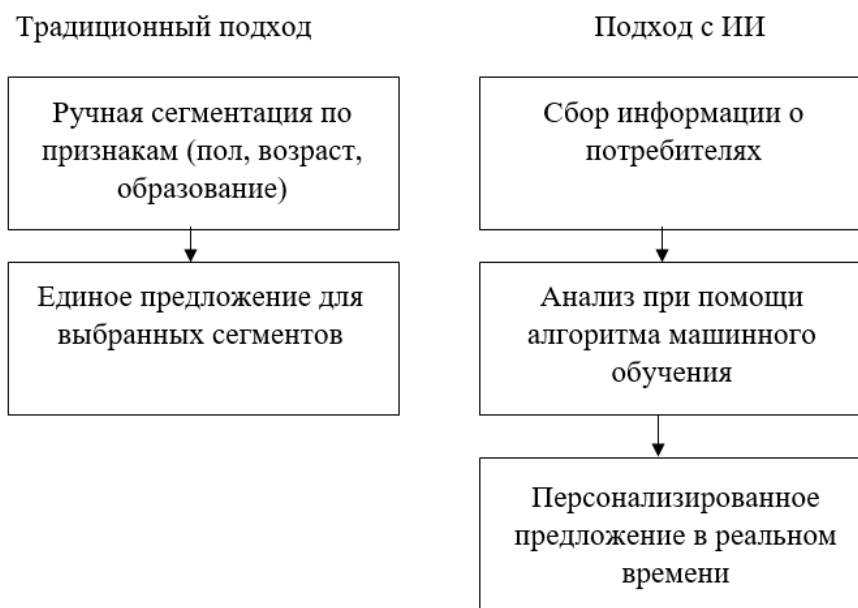 Традиционный подход
Ручная сегментация по
признакам (пол, возраст,
образование)
Единое предложение для
выбранных сегментов
Подход с ИИ
Сбор информации о
потребителях
Анализ при помощи
алгоритма машинного
обучения
Персонализированное
предложение в реальном
времени